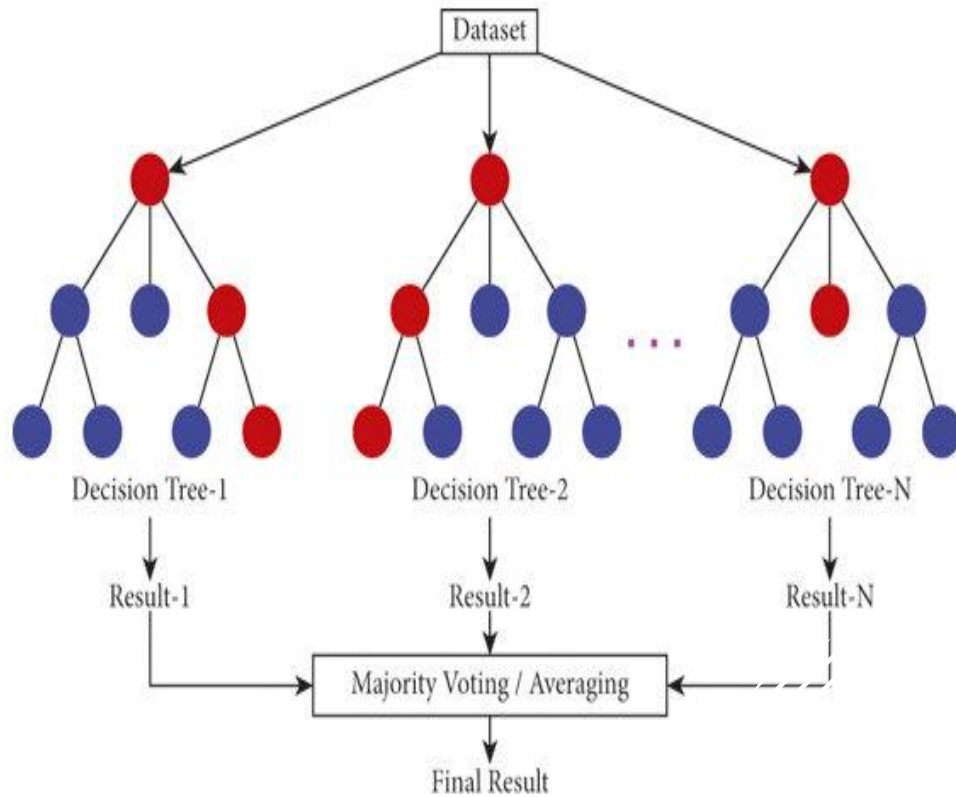 Dataset
. . .
Decision Tree-1
Decision Tree-2
Decision Tree-N
Result-1
Result-2
Result-N
Majority Voting / Averaging
Final Result